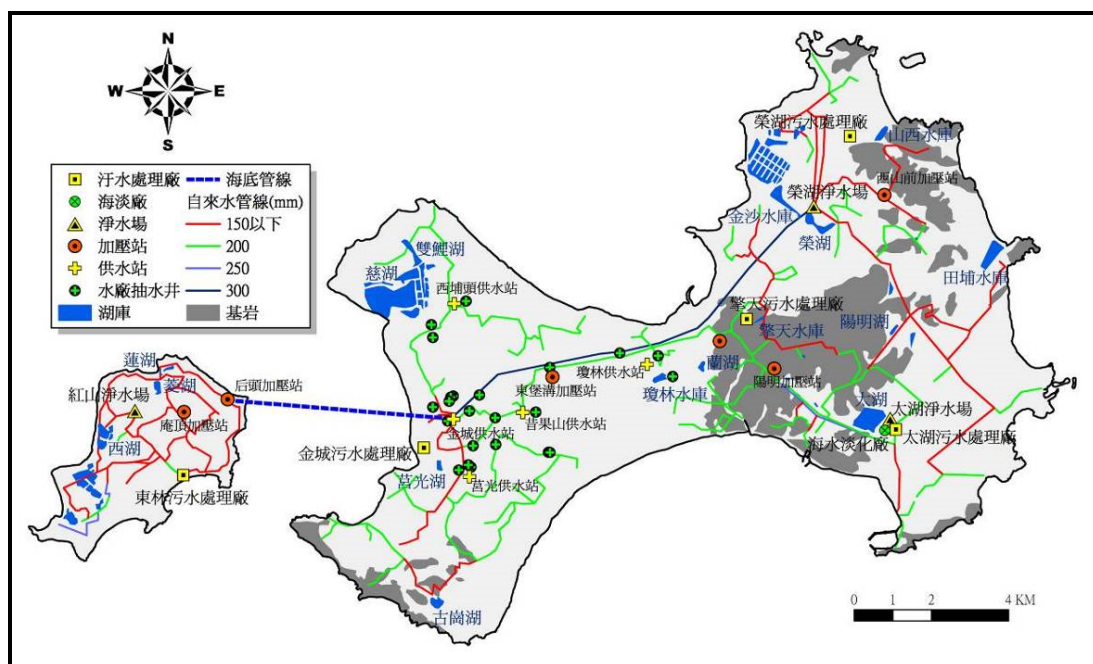 N
W
E
S
汙水處理廠
海淡廠
淨水場
加壓站
供水站
水廠抽水井
湖庫
海底管線
自來水管線(mm)
150以下
200
250
300
基岩
榮湖污水處理廠
山西水庫
西山前加壓站
榮湖淨水場
金沙水庫
榮湖
田埔水庫
雙鯉湖
慈湖
西埔頭供水站
擎天污水處理廠
陽明湖
擎天水庫
蘭湖
瓊林供水站
瓊林水庫
陽明加壓站
太湖
太湖淨水場
太湖污水處理廠
海水淡化廠
東堡溝加壓站
昔果山供水站
金城供水站
金城污水處理廠
莒光湖
莒光供水站
古崗湖
蓮湖
菱湖
后頭加壓站
紅山淨水場
庵頂加壓站
西湖
東林污水處理廠
0 1 2 4 KM